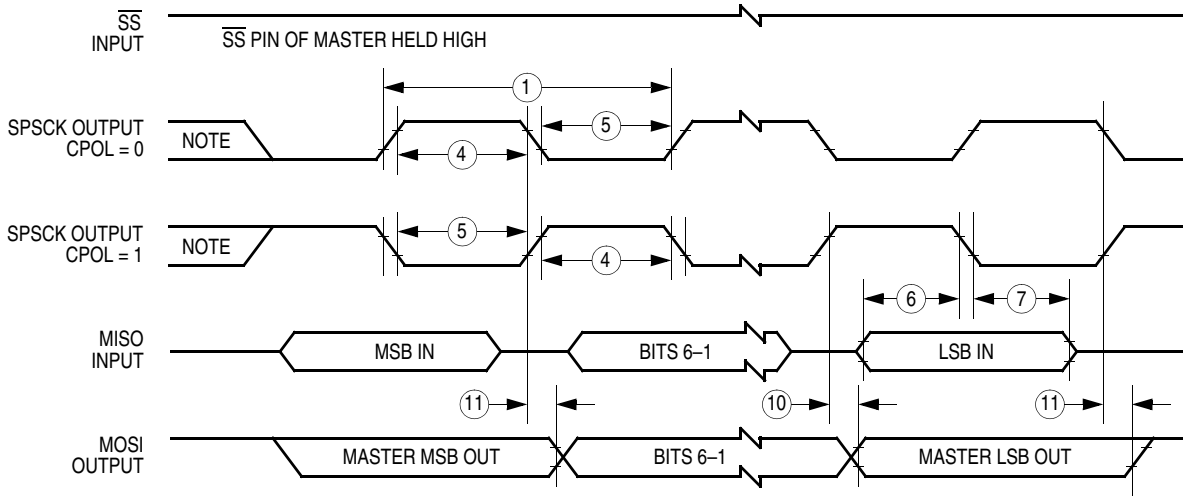 SS
INPUT
SS PIN OF MASTER HELD HIGH
1
SPSCK OUTPUT
CPOL = 0
NOTE
5
4
SPSCK OUTPUT
CPOL = 1
NOTE
5
4
6
7
MISO
INPUT
MSB IN
BITS 6–1
LSB IN
11
10
11
MOSI
OUTPUT
MASTER MSB OUT
BITS 6–1
MASTER LSB OUT